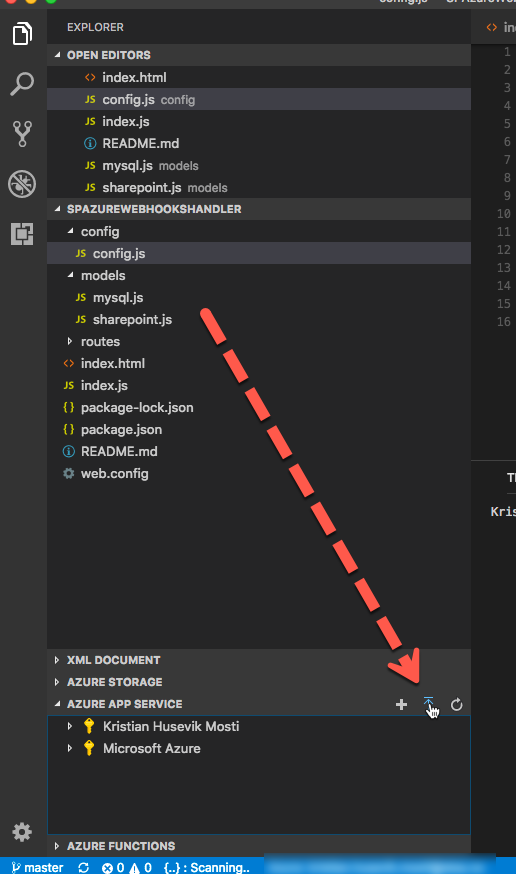 config.js
EXPLORER
OPEN EDITORS
<> index.html
JS config.js config
JS index.js
README.md
JS mysql.js models
JS sharepoint.js models
SPAZUREWEBHOOKSHANDLER
config
JS config.js
models
JS mysql.js
JS sharepoint.js
routes
<> index.html
JS index.js
{} package-lock.json
{} package.json
README.md
web.config
1
2
3
4
5
6
7
8
9
10
11
12
13
14
15
16
XML DOCUMENT
AZURE STORAGE
AZURE APP SERVICE
Kristian Husevik Mosti
Microsoft Azure
AZURE FUNCTIONS
master 0 0 {..} : Scanning..